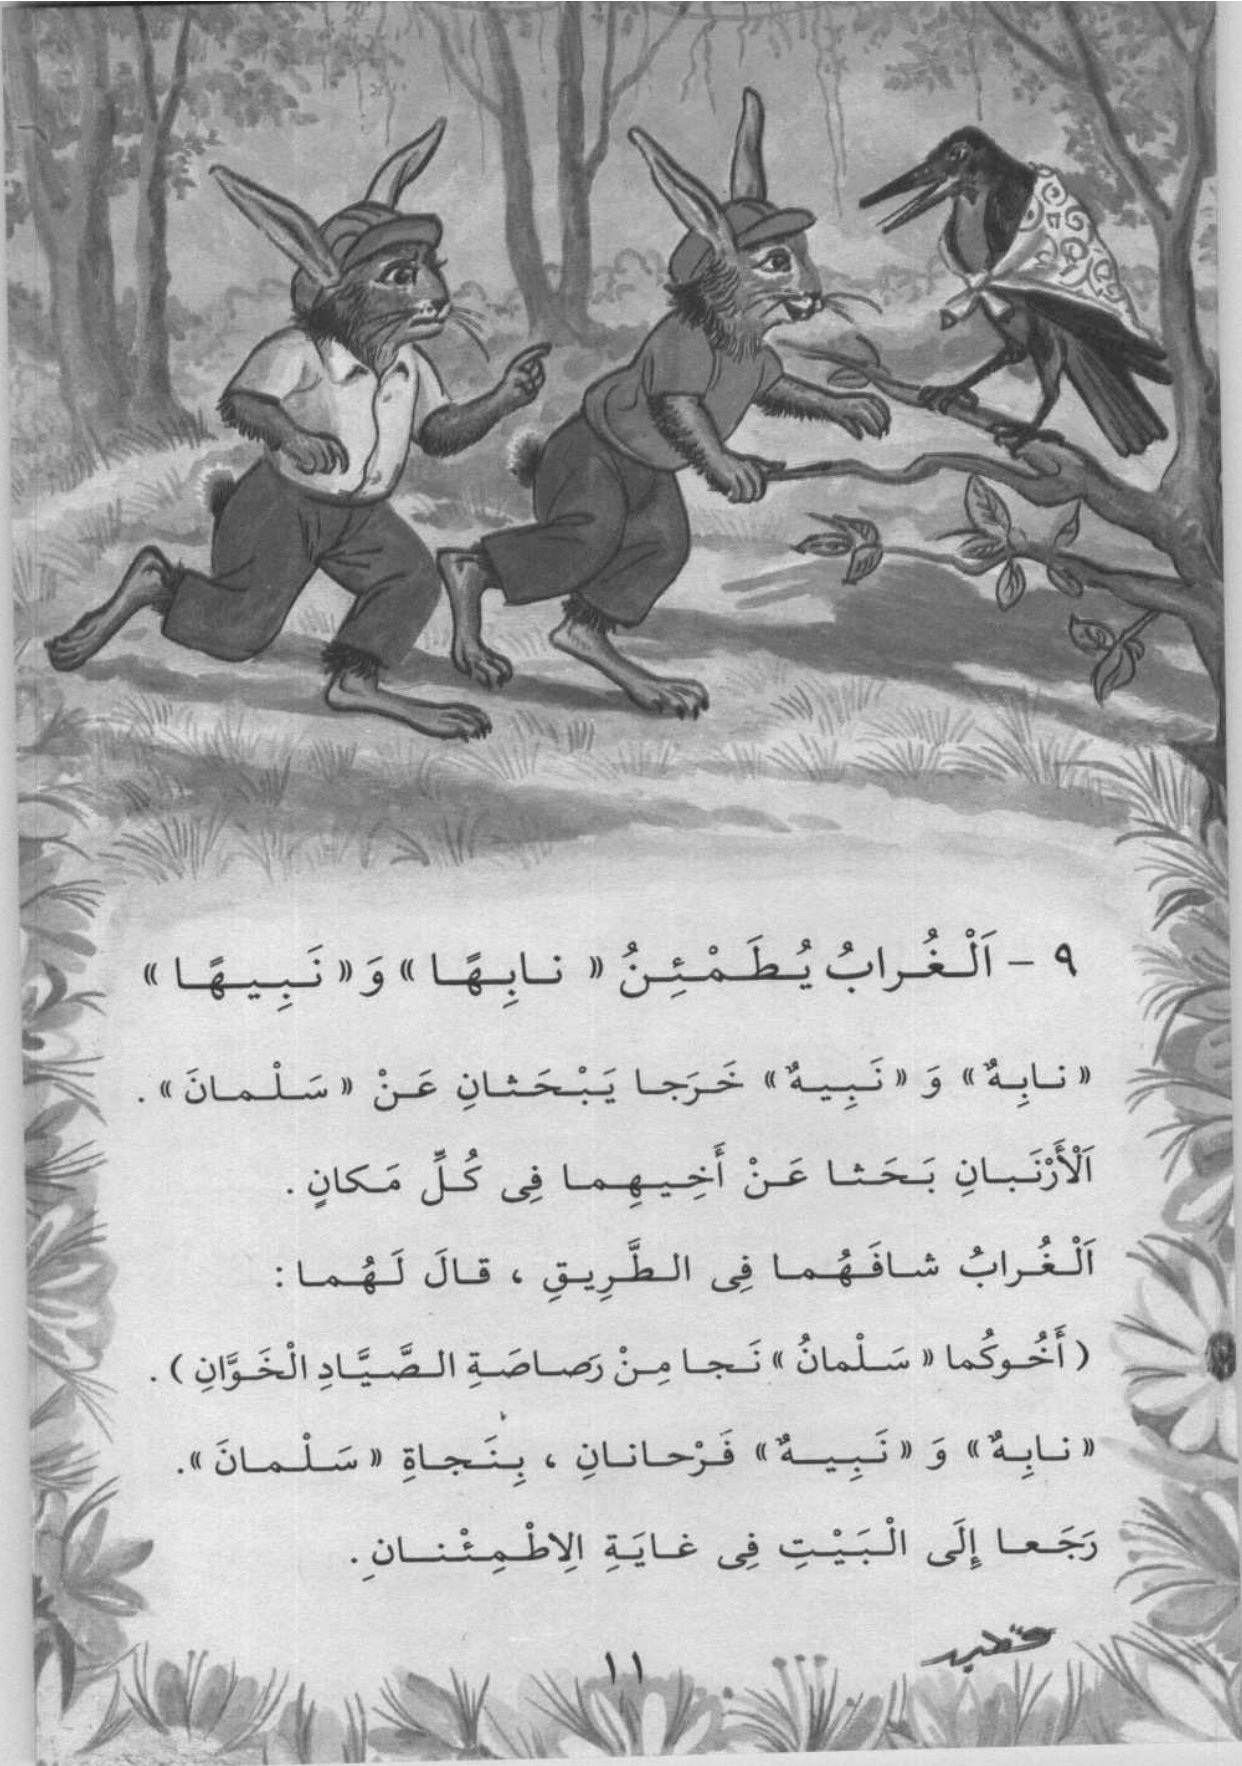 ٩ - اَلْغُرابُ يُطَمْئِنُ « نابِهًا » وَ « نَبِيهًا »
« نابِهٌ » وَ « نَبِيهٌ » خَرَجا يَبْحَثانِ عَنْ « سَلْمانَ » .
اَلْأَرْنَبانِ بَحَثا عَنْ أَخِيهِما فِى كُلِّ مَكانٍ .
اَلْغُرابُ شافَهُما فِى الطَّرِيقِ ، قالَ لَهُما :
( أَخُوكُما « سَلْمانُ » نَجا مِنْ رَصاصَةِ الصَّيَّادِ الْخَوَّانِ ) .
« نابِهٌ » وَ « نَبِيهٌ » فَرْحانانِ ، بِنَجاةِ « سَلْمانَ ».
رَجَعا إِلَى الْبَيْتِ فِى غايَةِ الِاطْمِئْنانِ .
١١